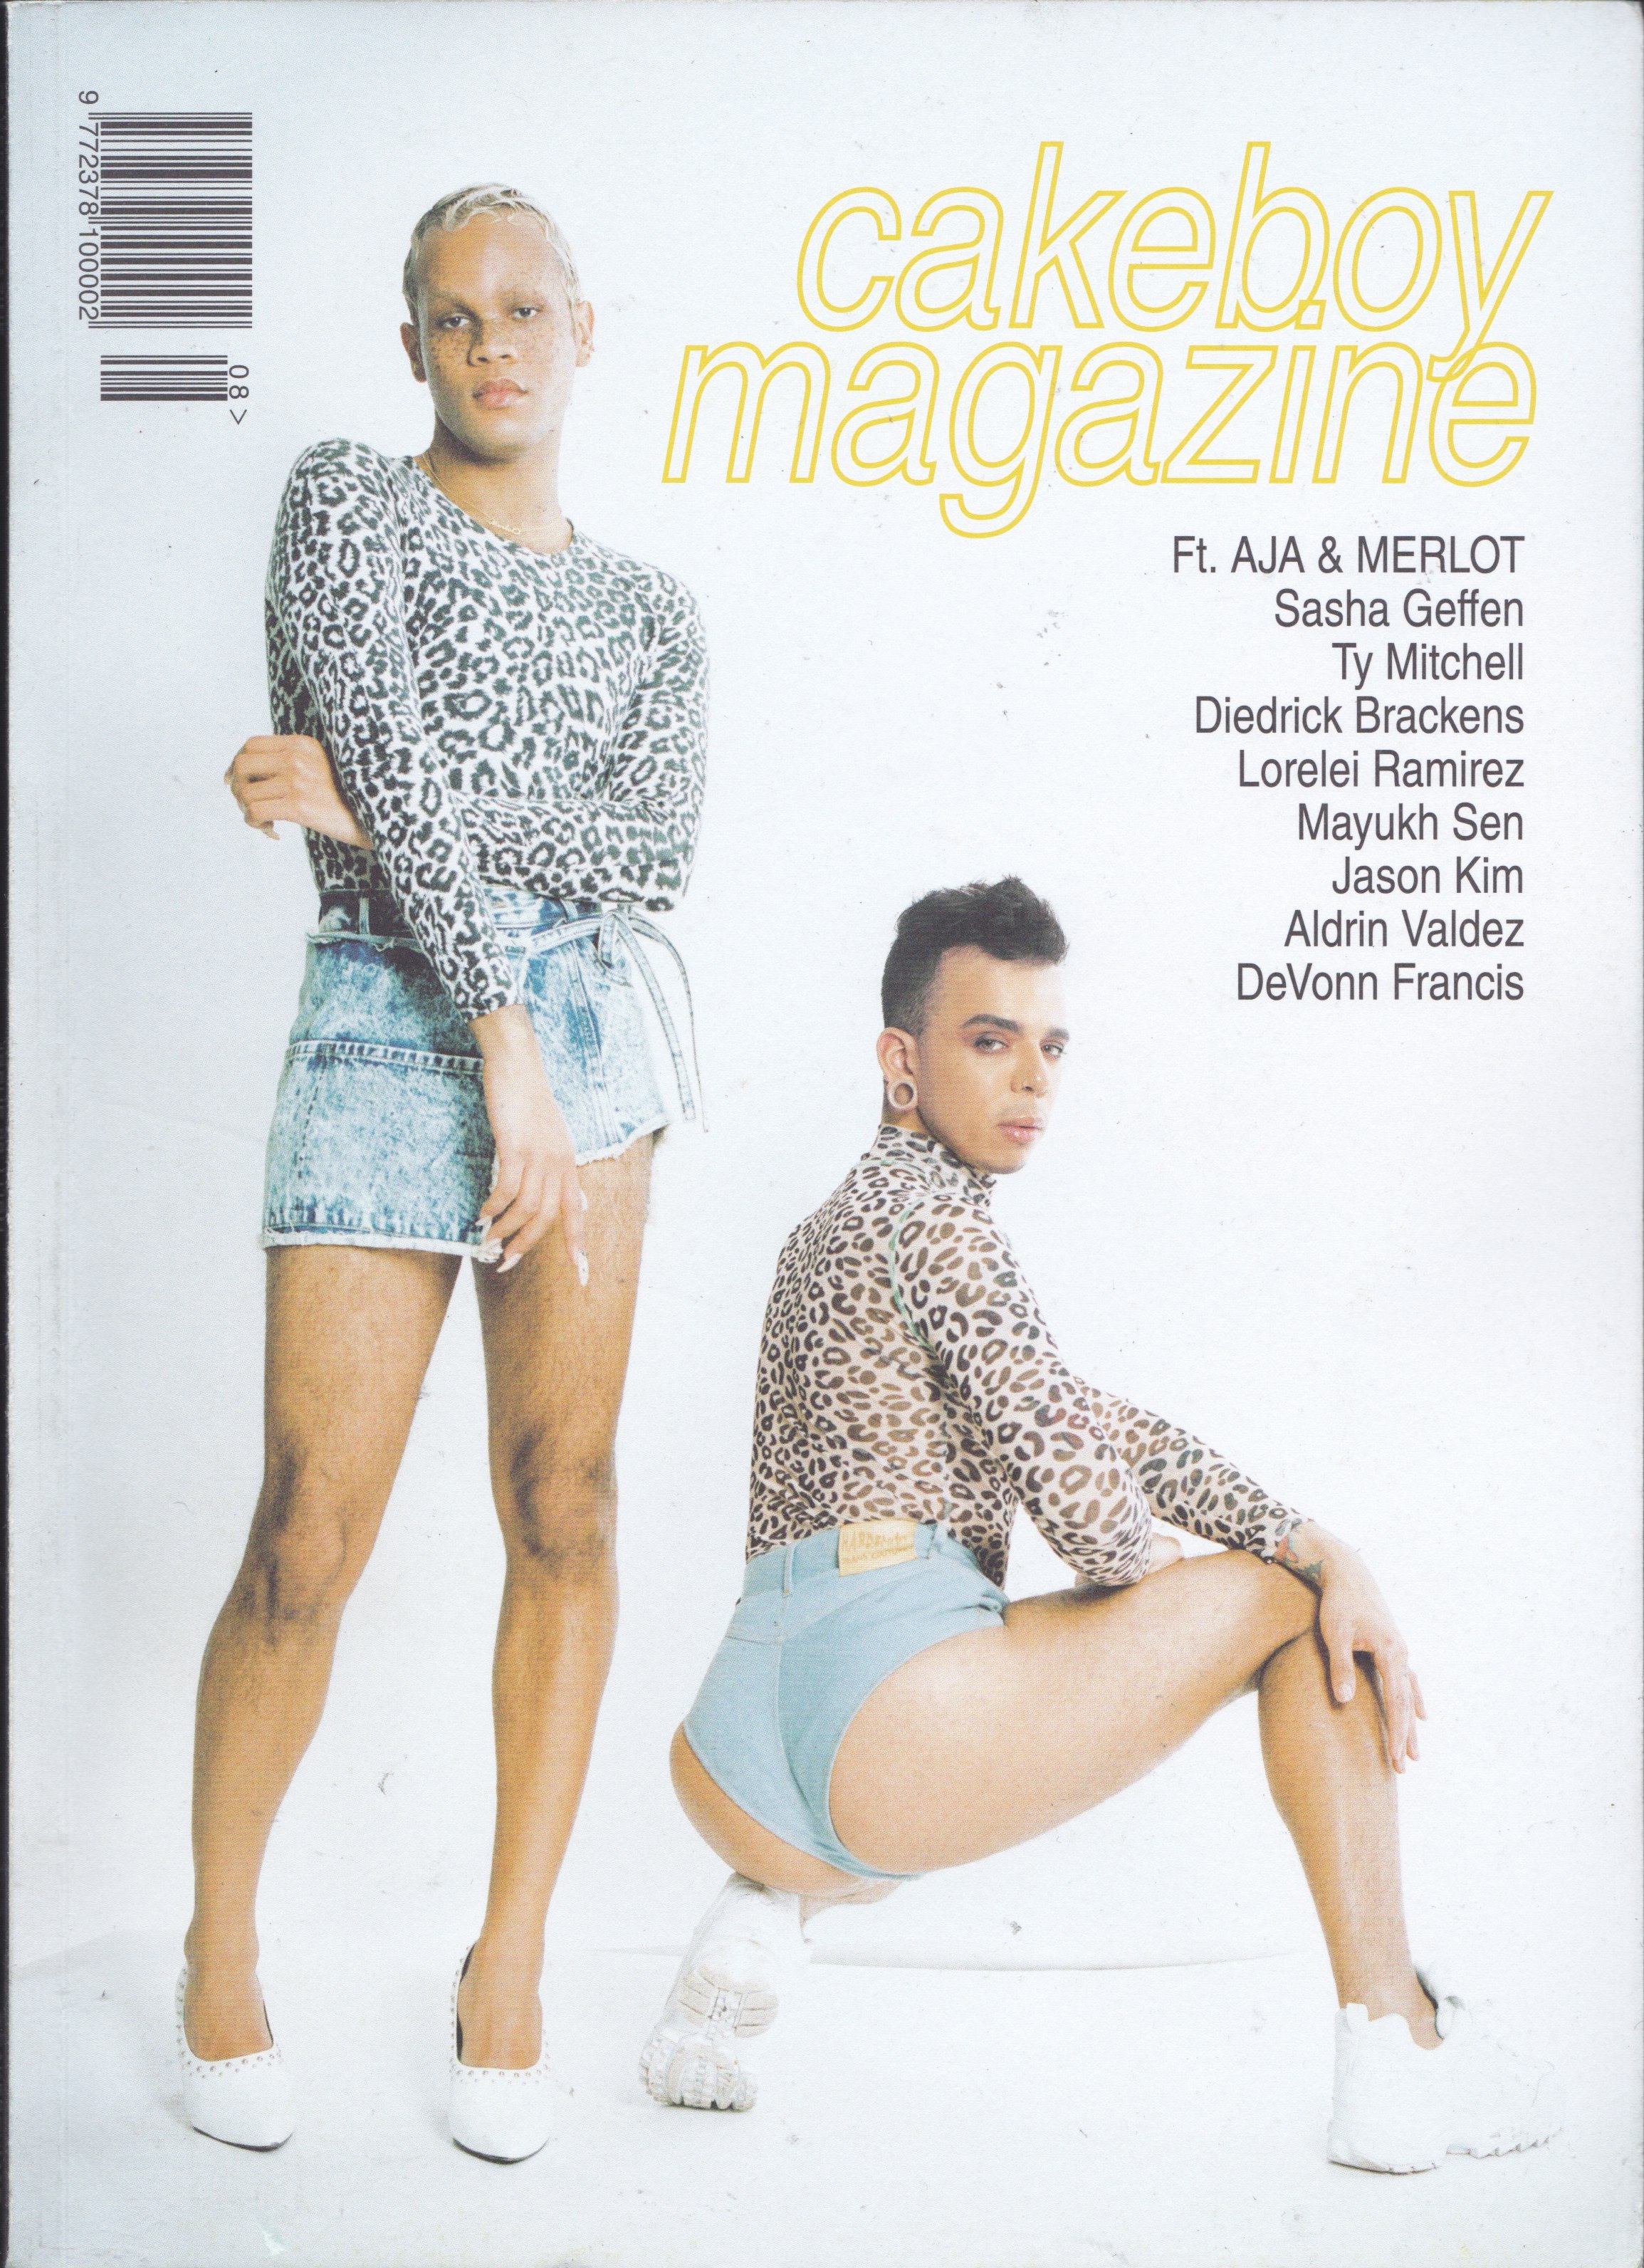 9 772378 100002
08 >
cakeboy
magazine
Ft. AJA & MERLOT
Sasha Geffen
Ty Mitchell
Diedrick Brackens
Lorelei Ramirez
Mayukh Sen
Jason Kim
Aldrin Valdez
DeVonn Francis